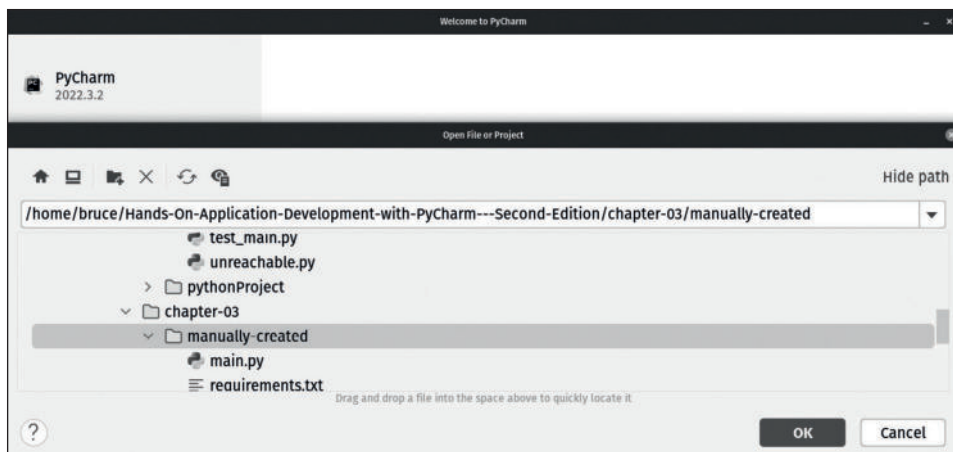 Welcome to PyCharm
PyCharm
2022.3.2
Open File or Project
Hide path
/home/bruce/Hands-On-Application-Development-with-PyCharm---Second-Edition/chapter-03/manually-created
test_main.py
unreachable.py
pythonProject
chapter-03
manually-created
main.py
requirements.txt
Drag and drop a file into the space above to quickly locate it
?
OK
Cancel